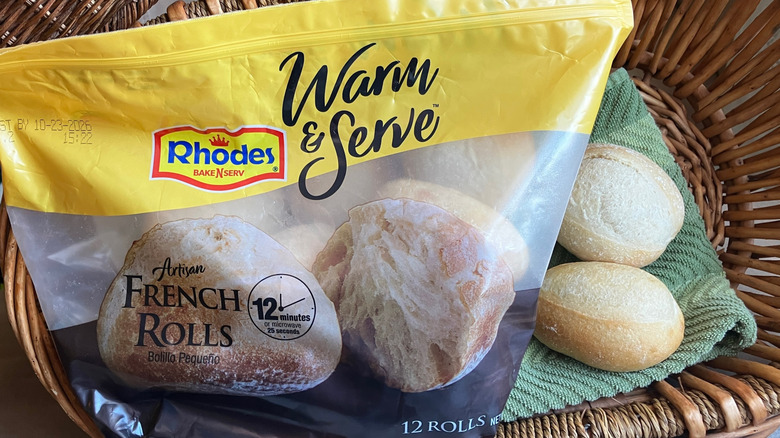 Warm
& Serve™
ST BY 10-23-2026
15:22
Rhodes®
BAKE N SERV
Artisan
FRENCH
ROLLS
Bolillo Pequeño
12
minutes
or microwave
25 seconds
12 ROLLS